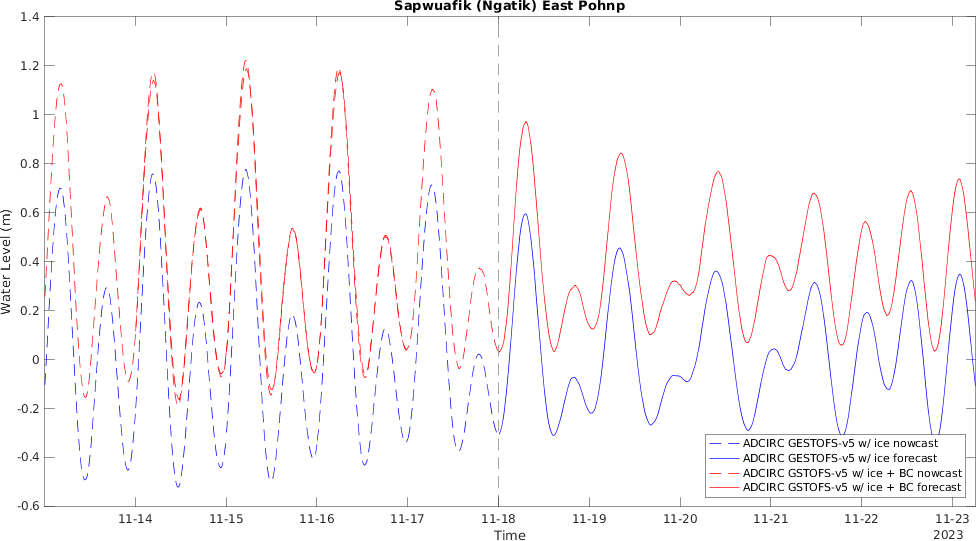 Sapwuafik (Ngatik) East Pohnp
1.4
1.2
1
0.8
0.6
0.4
0.2
0
-0.2
-0.4
-0.6
Water Level (m)
ADCIRC GESTOFS-v5 w/ ice nowcast
ADCIRC GESTOFS-v5 w/ ice forecast
ADCIRC GSTOFS-v5 w/ ice + BC nowcast
ADCIRC GSTOFS-v5 w/ ice + BC forecast
11-14 11-15 11-16 11-17 11-18 11-19 11-20 11-21 11-22 11-23
Time
2023